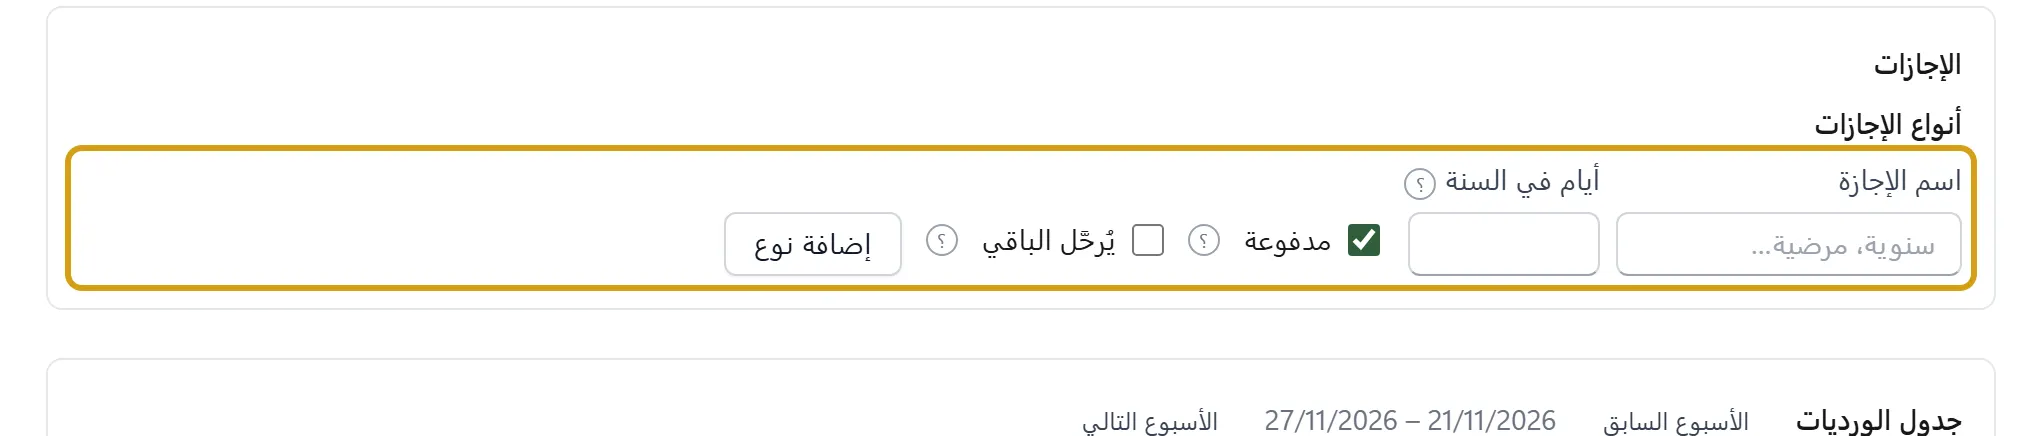 الإجازات
أنواع الإجازات
اسم الإجازة
أيام في السنة ؟
سنوية، مرضية...
مدفوعة ؟
يُرحَّل الباقي ؟
إضافة نوع
جدول الورديات
الأسبوع السابق
21/11/2026 – 27/11/2026
الأسبوع التالي